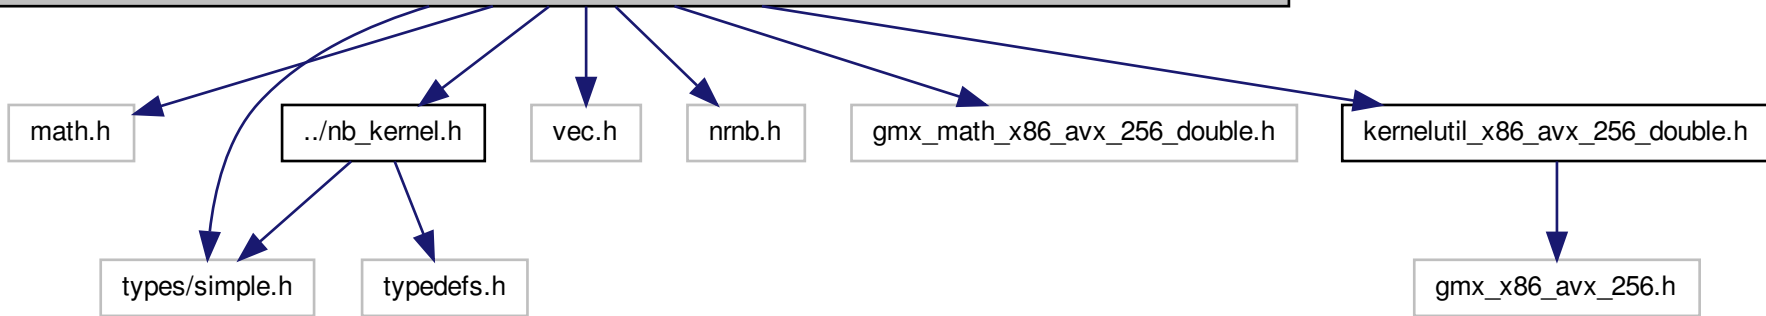 math.h
../nb_kernel.h
vec.h
nrnb.h
gmx_math_x86_avx_256_double.h
kernelutil_x86_avx_256_double.h
types/simple.h
typedefs.h
gmx_x86_avx_256.h